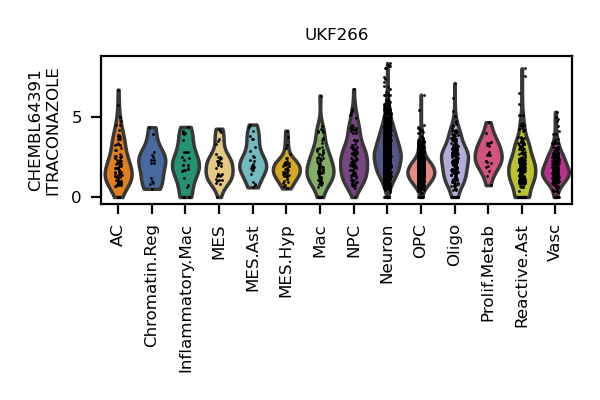 UKF266
CHEMBL64391
ITRACONAZOLE
5
0
AC
Chromatin.Reg
Inflammatory.Mac
MES
MES.Ast
MES.Hyp
Mac
NPC
Neuron
OPC
Oligo
Prolif.Metab
Reactive.Ast
Vasc